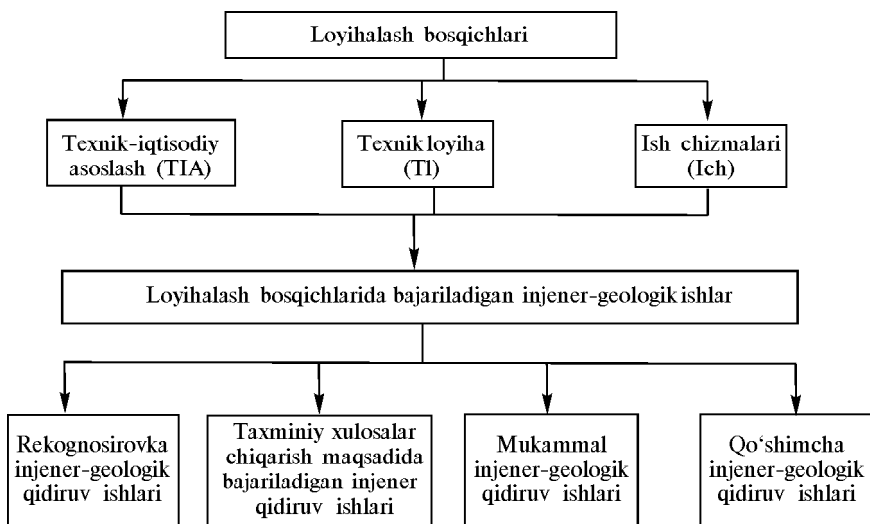 Loyihalash bosqichlari
Texnik-iqtisodiy
asoslash (TIA)
Texnik loyiha
(Tl)
Ish chizmalari
(Ich)
Loyihalash bosqichlarida bajariladigan injener-geologik ishlar
Rekognosirovka
injener-geologik
qidiruv ishlari
Taxminiy xulosalar
chiqarish maqsadida
bajariladigan injener
qidiruv ishlari
Mukammal
injener-geologik
qidiruv ishlari
Qo‘shimcha
injener-geologik
qidiruv ishlari